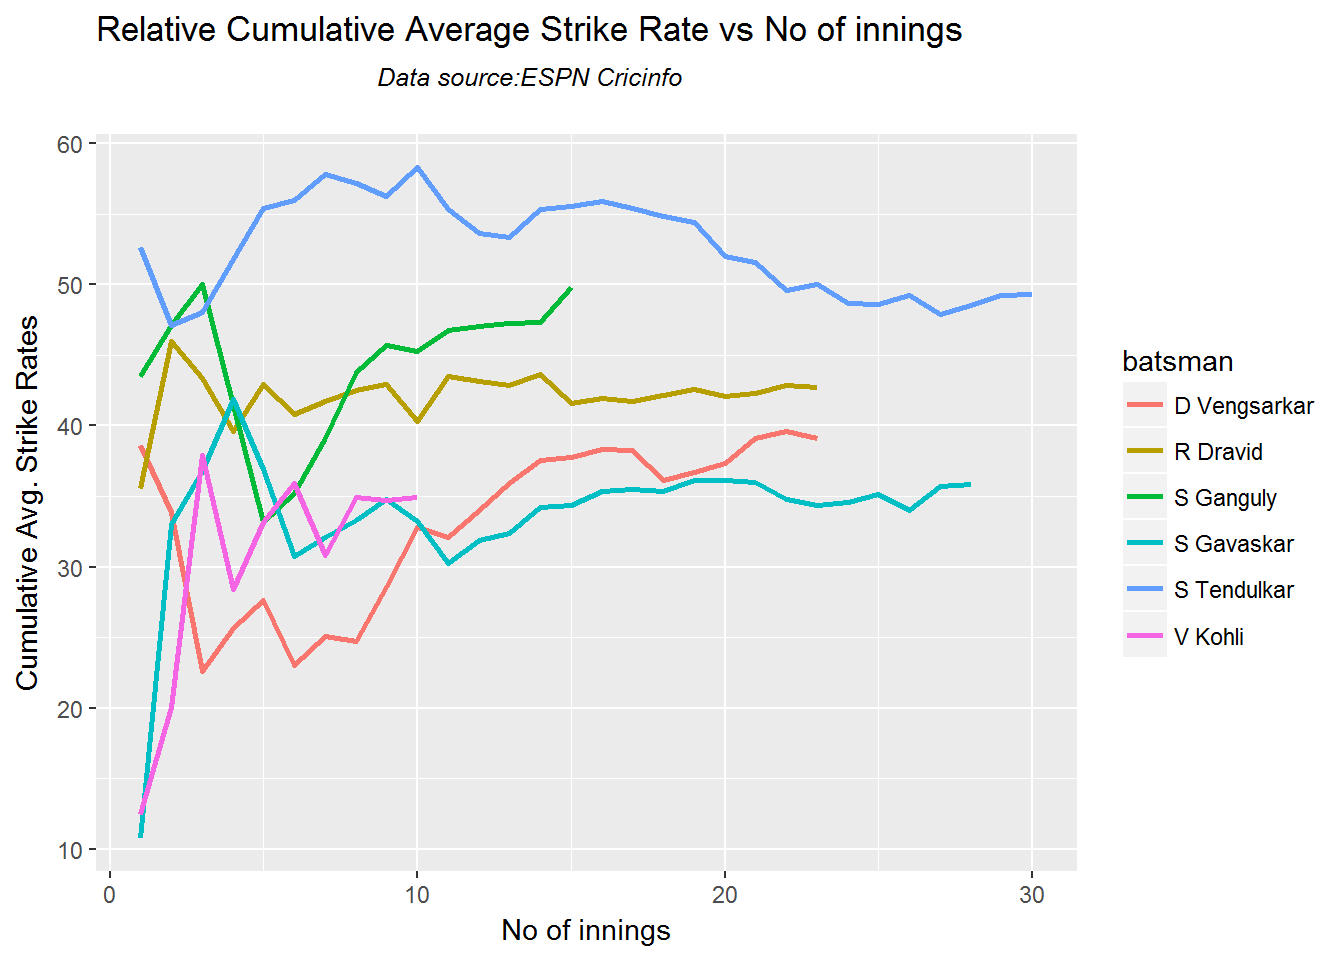 Relative Cumulative Average Strike Rate vs No of innings
Data source:ESPN Cricinfo
Cumulative Avg. Strike Rates
60
50
40
30
20
10
0
10
20
30
No of innings
batsman
D Vengsarkar
R Dravid
S Ganguly
S Gavaskar
S Tendulkar
V Kohli